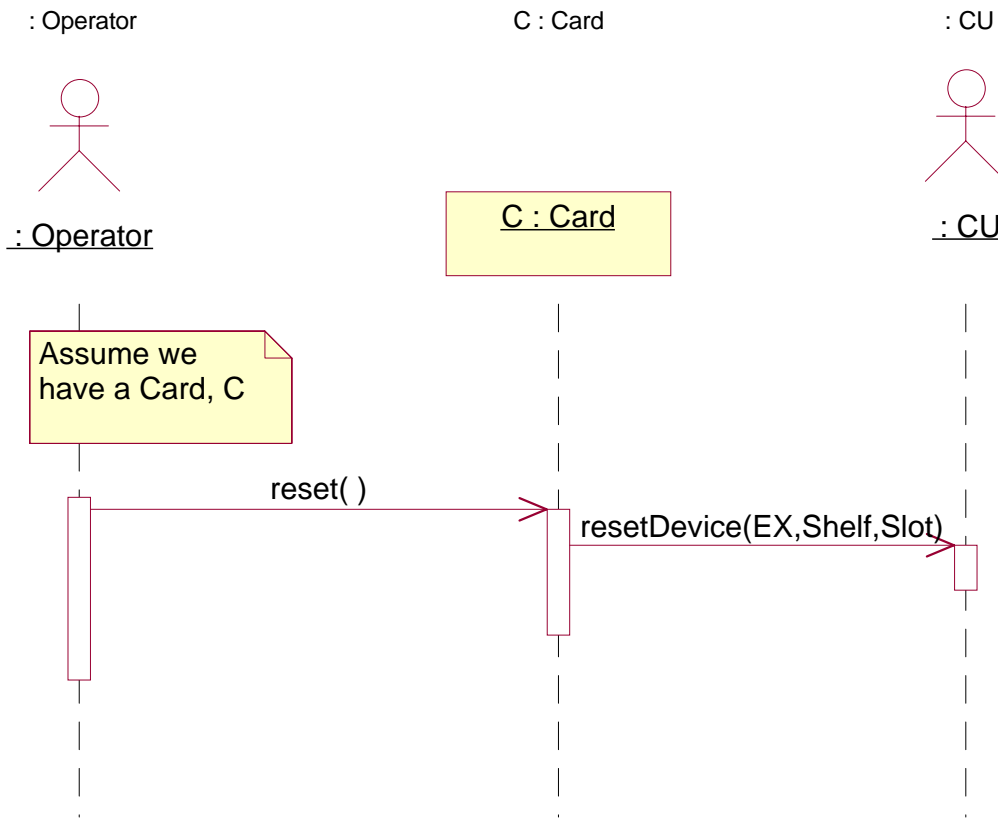 : Operator
C : Card
: CU
: Operator
C : Card
: CU
Assume we
have a Card, C
reset( )
resetDevice(EX,Shelf,Slot)